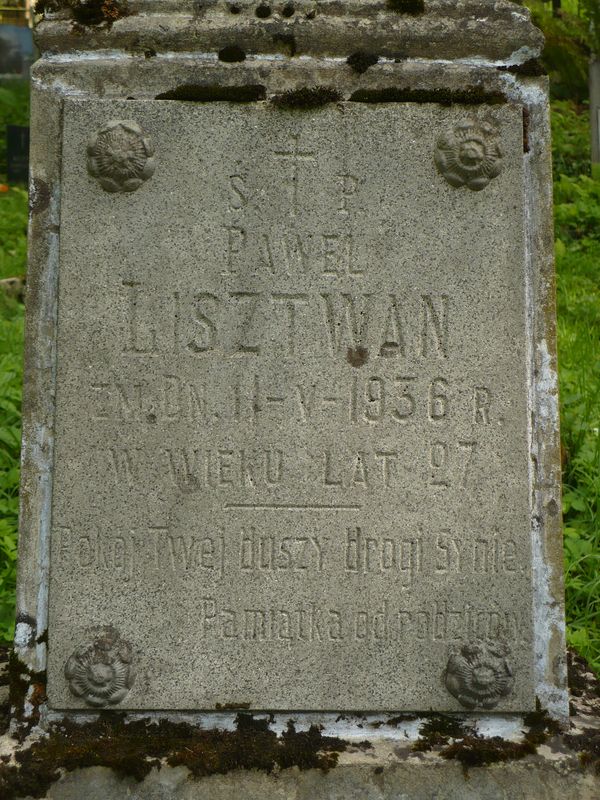 S. † P.
PAWEŁ
LISZTWAN
ZM. DN. 11-V-1936 R.
W WIEKU LAT 27
Pokój Twej duszy drogi Synie.
Pamiątka od rodziców.